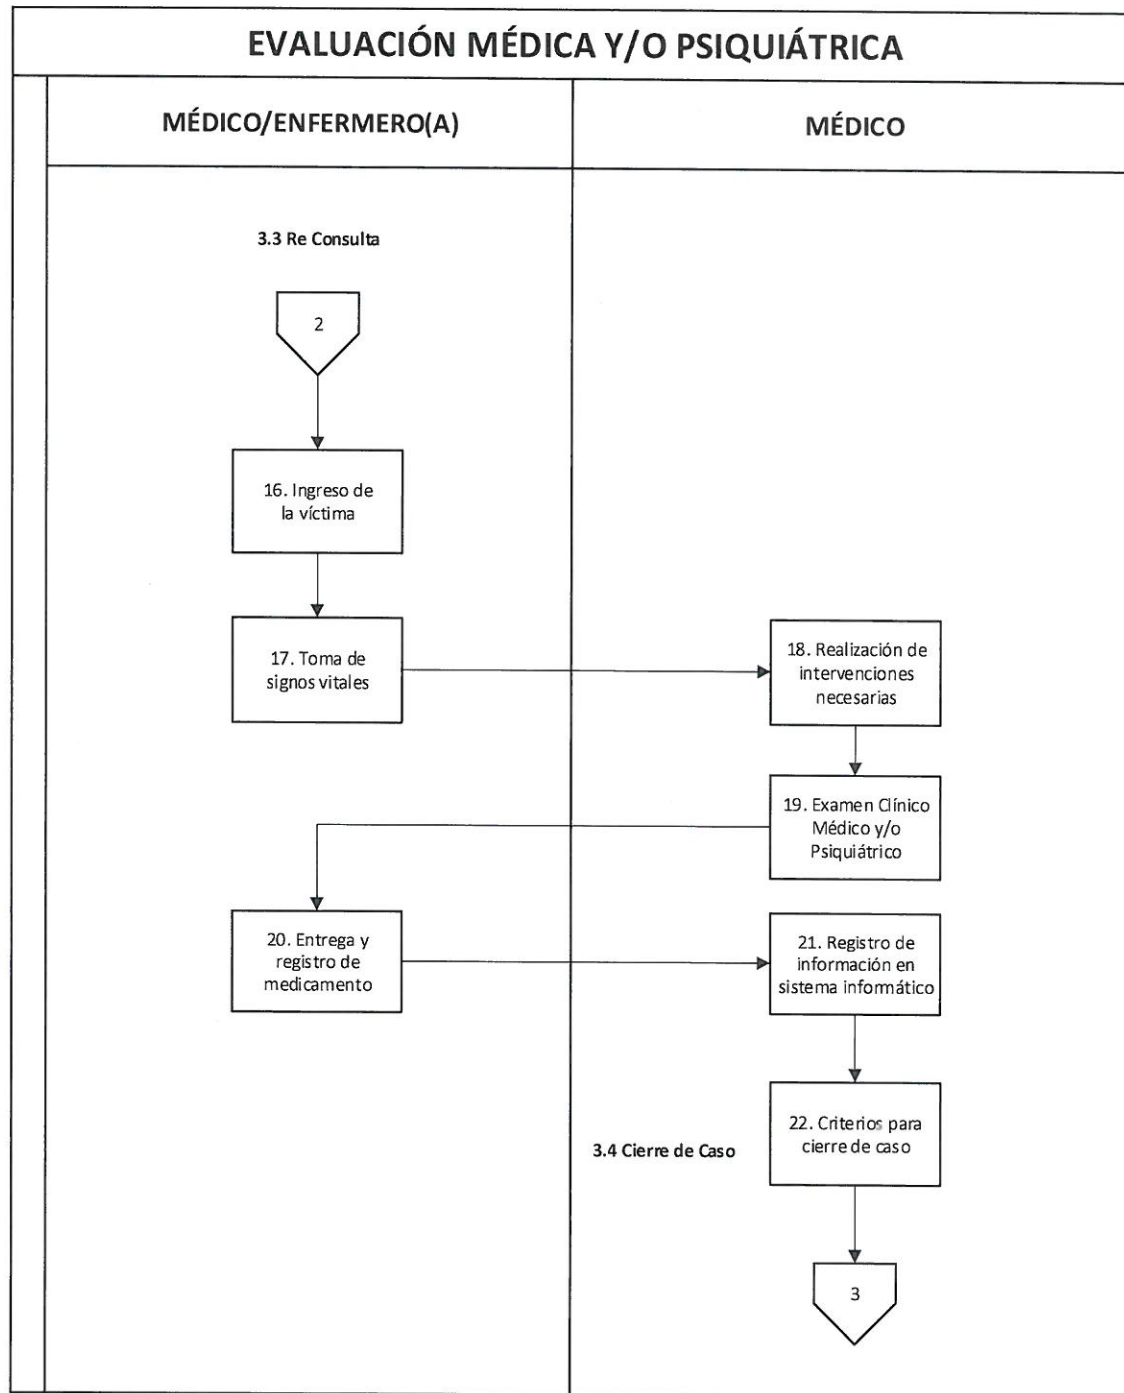 EVALUACIÓN MÉDICA Y/O PSIQUIÁTRICA
MÉDICO/ENFERMERO(A)
MÉDICO
3.3 Re Consulta
2
16. Ingreso de
la víctima
17. Toma de
signos vitales
18. Realización de
intervenciones
necesarias
19. Examen Clínico
Médico y/o
Psiquiátrico
20. Entrega y
registro de
medicamento
21. Registro de
información en
sistema informático
22. Criterios para
cierre de caso
3.4 Cierre de Caso
3